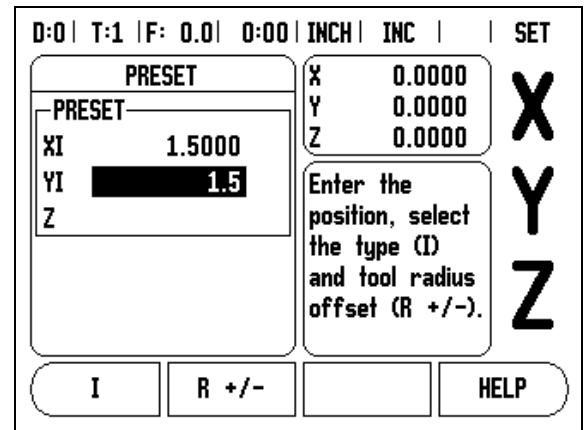 D:0 | T:1 | F: 0.0 | 0:00 | INCH | INC | | SET
PRESET
PRESET
XI 1.5000
YI 1.5
Z
X 0.0000
Y 0.0000
Z 0.0000
Enter the
position, select
the type (I)
and tool radius
offset (R +/-).
X
Y
Z
I R +/- HELP